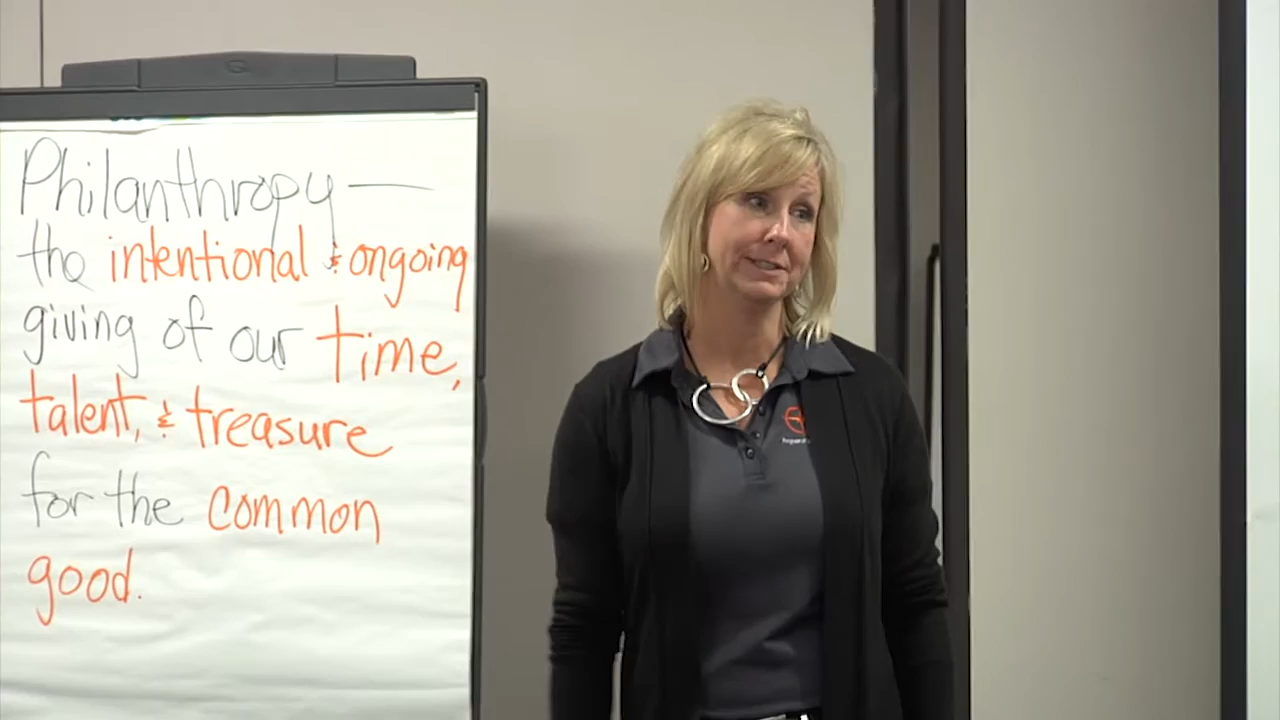 Philanthropy —
the intentional & ongoing
giving of our time,
talent, & treasure
for the common
good.